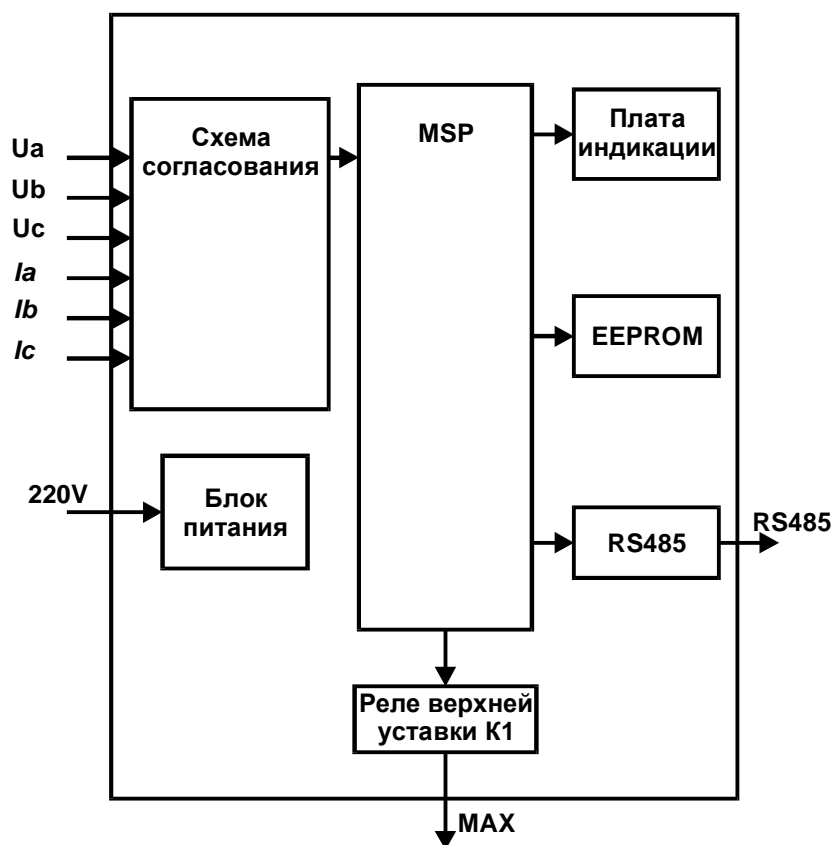 Схема
согласования
MSP
Плата
индикации
Ua
Ub
Uc
Ia
Ib
Ic
EEPROM
220V
Блок
питания
RS485
RS485
Реле верхней
уставки К1
MAX